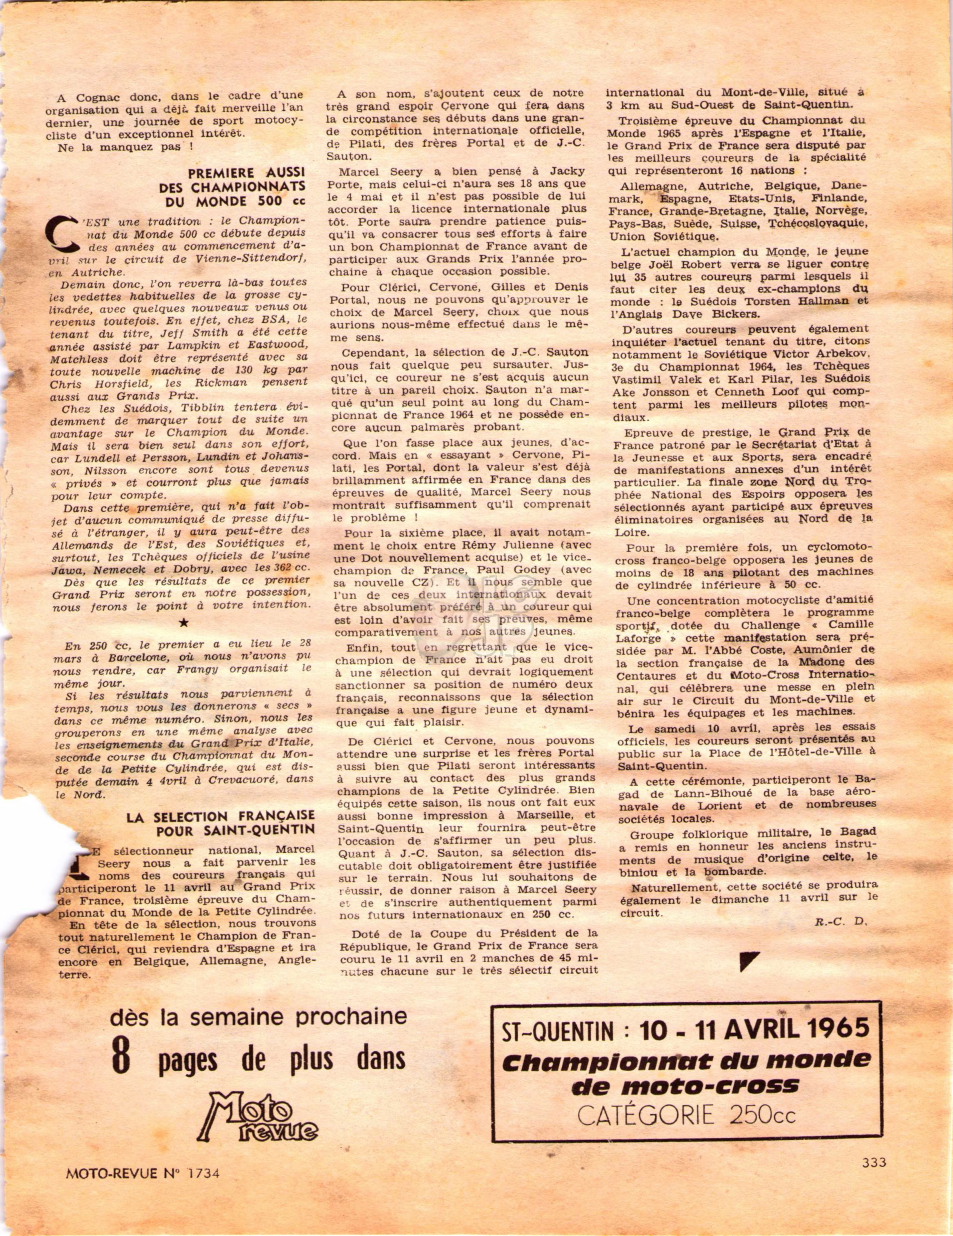 A Cognac donc, dans le cadre d'une
organisation qui a déjà fait merveille l'an
dernier, une journée de sport motocy-
cliste d'un exceptionnel intérêt.
Ne la manquez pas !
PREMIERE AUSSI
DES CHAMPIONNATS
DU MONDE 500 cc
C'EST une tradition : le Champion-
nat du Monde 500 cc débute depuis
des années au commencement d'a-
vril sur le circuit de Vienne-Sittendorf,
en Autriche.
Demain donc, l'on reverra là-bas toutes
les vedettes habituelles de la grosse cy-
lindrée, avec quelques nouveaux venus ou
revenus toutefois. En effet, chez BSA, le
tenant du titre, Jeff Smith a été cette
année assisté par Lampkin et Eastwood,
Matchless doit être représenté avec sa
toute nouvelle machine de 130 kg par
Chris Horsfield, les Rickman pensent
aussi aux Grands Prix.
Chez les Suédois, Tibblin tentera évi-
demment de marquer tout de suite un
avantage sur le Champion du Monde.
Mais il sera bien seul dans son effort,
car Lundell et Persson, Lundin et Johans-
son, Nilsson encore sont tous devenus
« privés » et courront plus que jamais
pour leur compte.
Dans cette première, qui n'a fait l'ob-
jet d'aucun communiqué de presse diffu-
sé à l'étranger, il y aura peut-être des
Allemands de l'Est, des Soviétiques et,
surtout, les Tchèques officiels de l'usine
Jawa, Nemecek et Dobry, avec les 362 cc.
Dès que les résultats de ce premier
Grand Prix seront en notre possession,
nous ferons le point à votre intention.
★
En 250 cc, le premier a eu lieu le 28
mars à Barcelone, où nous n'avons pu
nous rendre, car Frangy organisait le
même jour.
Si les résultats nous parviennent à
temps, nous vous les donnerons « secs »
dans ce même numéro. Sinon, nous les
grouperons en une même analyse avec
les enseignements du Grand Prix d'Italie,
seconde course du Championnat du Mon-
de de la Petite Cylindrée, qui est dis-
putée demain 4 avril à Crevacuoré, dans
le Nord.
LA SELECTION FRANÇAISE
POUR SAINT-QUENTIN
LE sélectionneur national, Marcel
Seery nous a fait parvenir les
noms des coureurs français qui
participeront le 11 avril au Grand Prix
de France, troisième épreuve du Cham-
pionnat du Monde de la Petite Cylindrée.
En tête de la sélection, nous trouvons
tout naturellement le Champion de Fran-
ce Clérici, qui reviendra d'Espagne et ira
encore en Belgique, Allemagne, Angle-
terre.
A son nom, s'ajoutent ceux de notre
très grand espoir Cervone qui fera dans
la circonstance ses débuts dans une gran-
de compétition internationale officielle,
de Pilati, des frères Portal et de J.-C.
Sauton.
Marcel Seery a bien pensé à Jacky
Porte, mais celui-ci n'aura ses 18 ans que
le 4 mai et il n'est pas possible de lui
accorder la licence internationale plus
tôt. Porte saura prendre patience puis-
qu'il va consacrer tous ses efforts à faire
un bon Championnat de France avant de
participer aux Grands Prix l'année pro-
chaine à chaque occasion possible.
Pour Clérici, Cervone, Gilles et Denis
Portal, nous ne pouvons qu'approuver le
choix de Marcel Seery, choix que nous
aurions nous-même effectué dans le mê-
me sens.
Cependant, la sélection de J.-C. Sauton
nous fait quelque peu sursauter. Jus-
qu'ici, ce coureur ne s'est acquis aucun
titre à un pareil choix. Sauton n'a mar-
qué qu'un seul point au long du Cham-
pionnat de France 1964 et ne possède en-
core aucun palmarès probant.
Que l'on fasse place aux jeunes, d'ac-
cord. Mais en « essayant » Cervone, Pi-
lati, les Portal, dont la valeur s'est déjà
brillamment affirmée en France dans des
épreuves de qualité, Marcel Seery nous
montrait suffisamment qu'il comprenait
le problème !
Pour la sixième place, il avait notam-
ment le choix entre Rémy Julienne (avec
une Dot nouvellement acquise) et le vice-
champion de France, Paul Godey (avec
sa nouvelle CZ). Et il nous semble que
l'un de ces deux internationaux devait
être absolument préféré à un coureur qui
est loin d'avoir fait ses preuves, même
comparativement à nos autres jeunes.
Enfin, tout en regrettant que le vice-
champion de France n'ait pas eu droit
à une sélection qui devrait logiquement
sanctionner sa position de numéro deux
français, reconnaissons que la sélection
française a une figure jeune et dynami-
que qui fait plaisir.
De Clérici et Cervone, nous pouvons
attendre une surprise et les frères Portal
aussi bien que Pilati seront intéressants
à suivre au contact des plus grands
champions de la Petite Cylindrée. Bien
équipés cette saison, ils nous ont fait eux
aussi bonne impression à Marseille, et
Saint-Quentin leur fournira peut-être
l'occasion de s'affirmer un peu plus.
Quant à J.-C. Sauton, sa sélection dis-
cutable doit obligatoirement être justifiée
sur le terrain. Nous lui souhaitons de
réussir, de donner raison à Marcel Seery
et de s'inscrire authentiquement parmi
nos futurs internationaux en 250 cc.
Doté de la Coupe du Président de la
République, le Grand Prix de France sera
couru le 11 avril en 2 manches de 45 mi-
nutes chacune sur le très sélectif circuit
international du Mont-de-Ville, situé à
3 km au Sud-Ouest de Saint-Quentin.
Troisième épreuve du Championnat du
Monde 1965 après l'Espagne et l'Italie,
le Grand Prix de France sera disputé par
les meilleurs coureurs de la spécialité
qui représenteront 16 nations :
Allemagne, Autriche, Belgique, Dane-
mark, Espagne, Etats-Unis, Finlande,
France, Grande-Bretagne, Italie, Norvège,
Pays-Bas, Suède, Suisse, Tchécoslovaquie,
Union Soviétique.
L'actuel champion du Monde, le jeune
belge Joël Robert verra se liguer contre
lui 35 autres coureurs parmi lesquels il
faut citer les deux ex-champions du
monde : le Suédois Torsten Hallman et
l'Anglais Dave Bickers.
D'autres coureurs peuvent également
inquiéter l'actuel tenant du titre, citons
notamment le Soviétique Victor Arbekov,
3e du Championnat 1964, les Tchèques
Vastimil Valek et Karl Pilar, les Suédois
Ake Jonsson et Cenneth Loof qui comp-
tent parmi les meilleurs pilotes mon-
diaux.
Epreuve de prestige, le Grand Prix de
France patroné par le Secrétariat d'Etat à
la Jeunesse et aux Sports, sera encadré
de manifestations annexes d'un intérêt
particulier. La finale zone Nord du Tro-
phée National des Espoirs opposera les
sélectionnés ayant participé aux épreuves
éliminatoires organisées au Nord de la
Loire.
Pour la première fois, un cyclomoto-
cross franco-belge opposera les jeunes de
moins de 18 ans pilotant des machines
de cylindrée inférieure à 50 cc.
Une concentration motocycliste d'amitié
franco-belge complètera le programme
sportif, dotée du Challenge « Camille
Laforge » cette manifestation sera pré-
sidée par M. l'Abbé Coste, Aumônier de
la section française de la Madone des
Centaures et du Moto-Cross Internatio-
nal, qui célèbrera une messe en plein
air sur le Circuit du Mont-de-Ville et
bénira les équipages et les machines.
Le samedi 10 avril, après les essais
officiels, les coureurs seront présentés au
public sur la Place de l'Hôtel-de-Ville à
Saint-Quentin.
A cette cérémonie, participeront le Ba-
gad de Lann-Bihoué de la base aéro-
navale de Lorient et de nombreuses
sociétés locales.
Groupe folklorique militaire, le Bagad
a remis en honneur les anciens instru-
ments de musique d'origine celte, le
biniou et la bombarde.
Naturellement, cette société se produira
également le dimanche 11 avril sur le
circuit.
R.-C. D.
dès la semaine prochaine
8 pages de plus dans
Moto
revue
ST-QUENTIN : 10 - 11 AVRIL 1965
Championnat du monde
de moto-cross
CATÉGORIE 250cc
MOTO-REVUE N° 1734
333